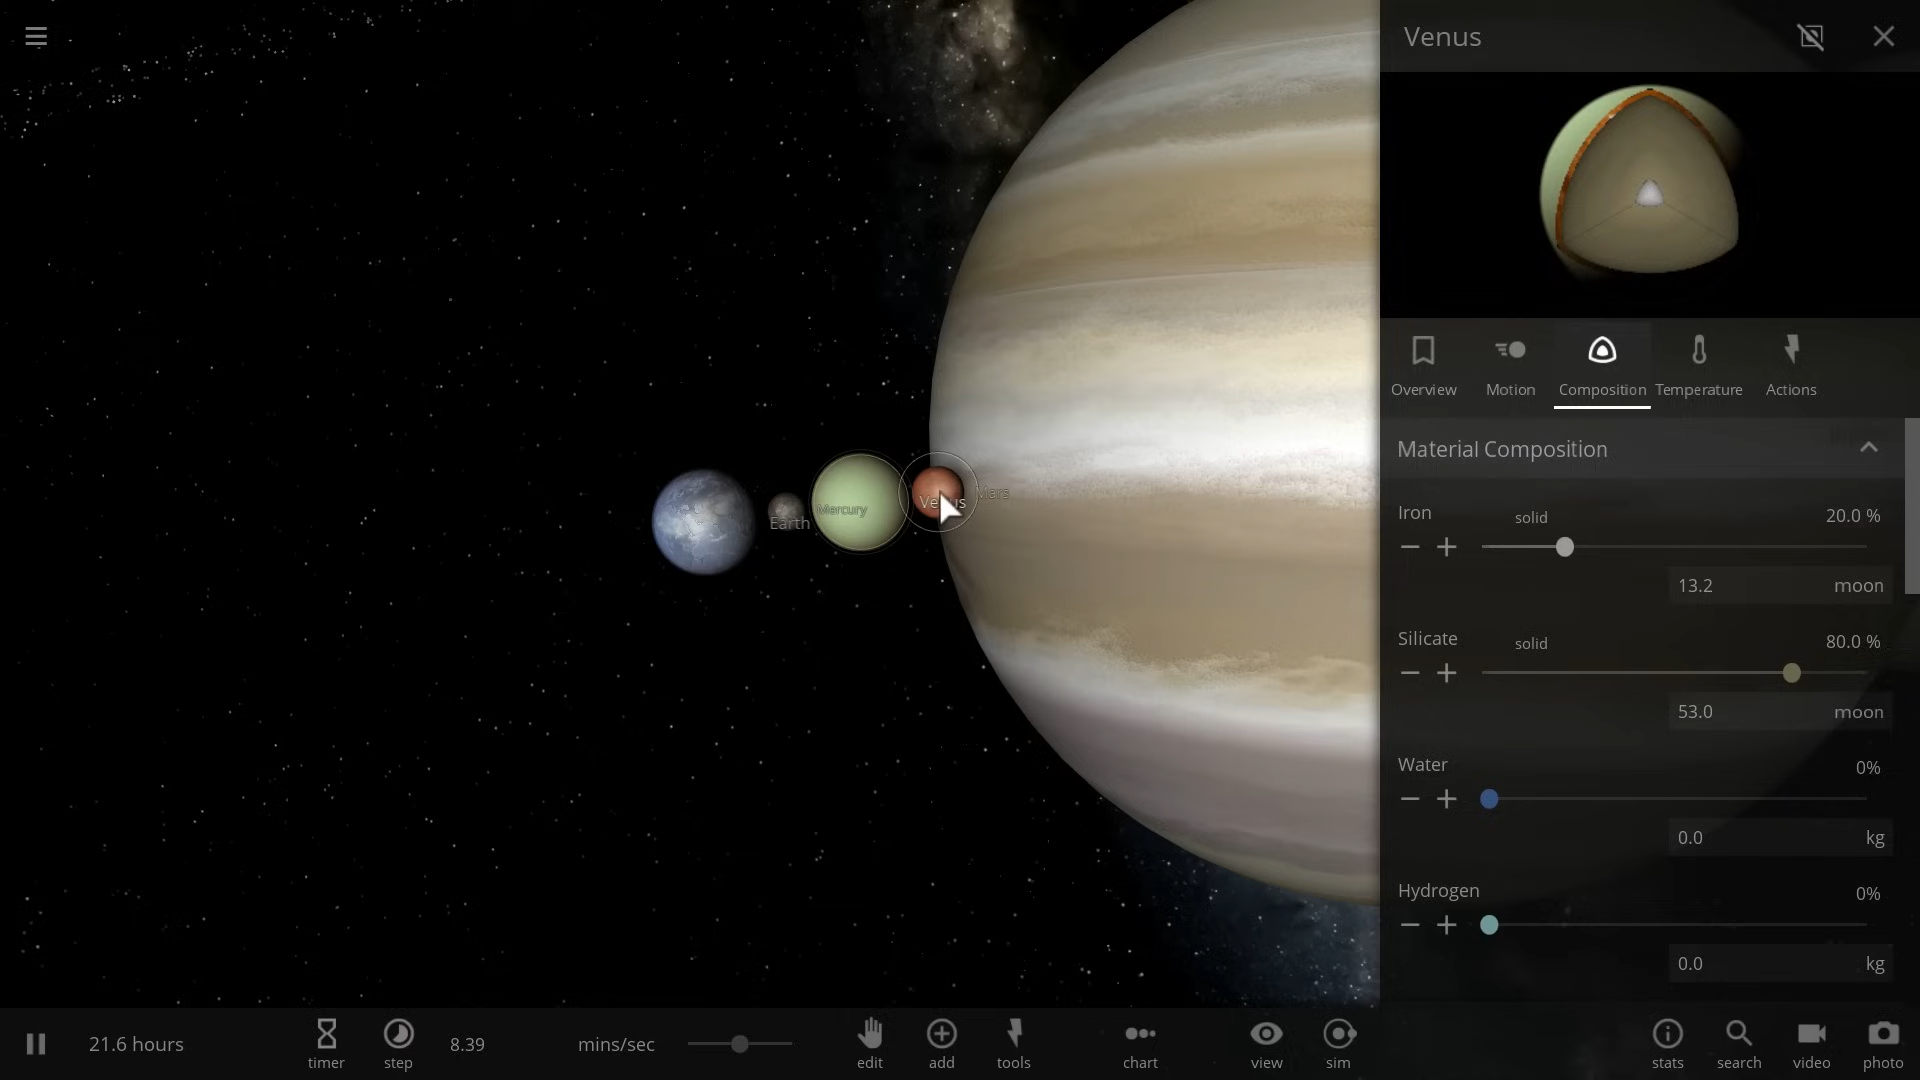 Venus
Overview
Motion
Composition
Temperature
Actions
Material Composition
Iron
solid
20.0 %
13.2 moon
Silicate
solid
80.0 %
53.0 moon
Water
0%
0.0 kg
Hydrogen
0%
0.0 kg
Earth
Mercury
Venus
Mars
21.6 hours
timer
step
8.39 mins/sec
edit
add
tools
chart
view
sim
stats
search
video
photo